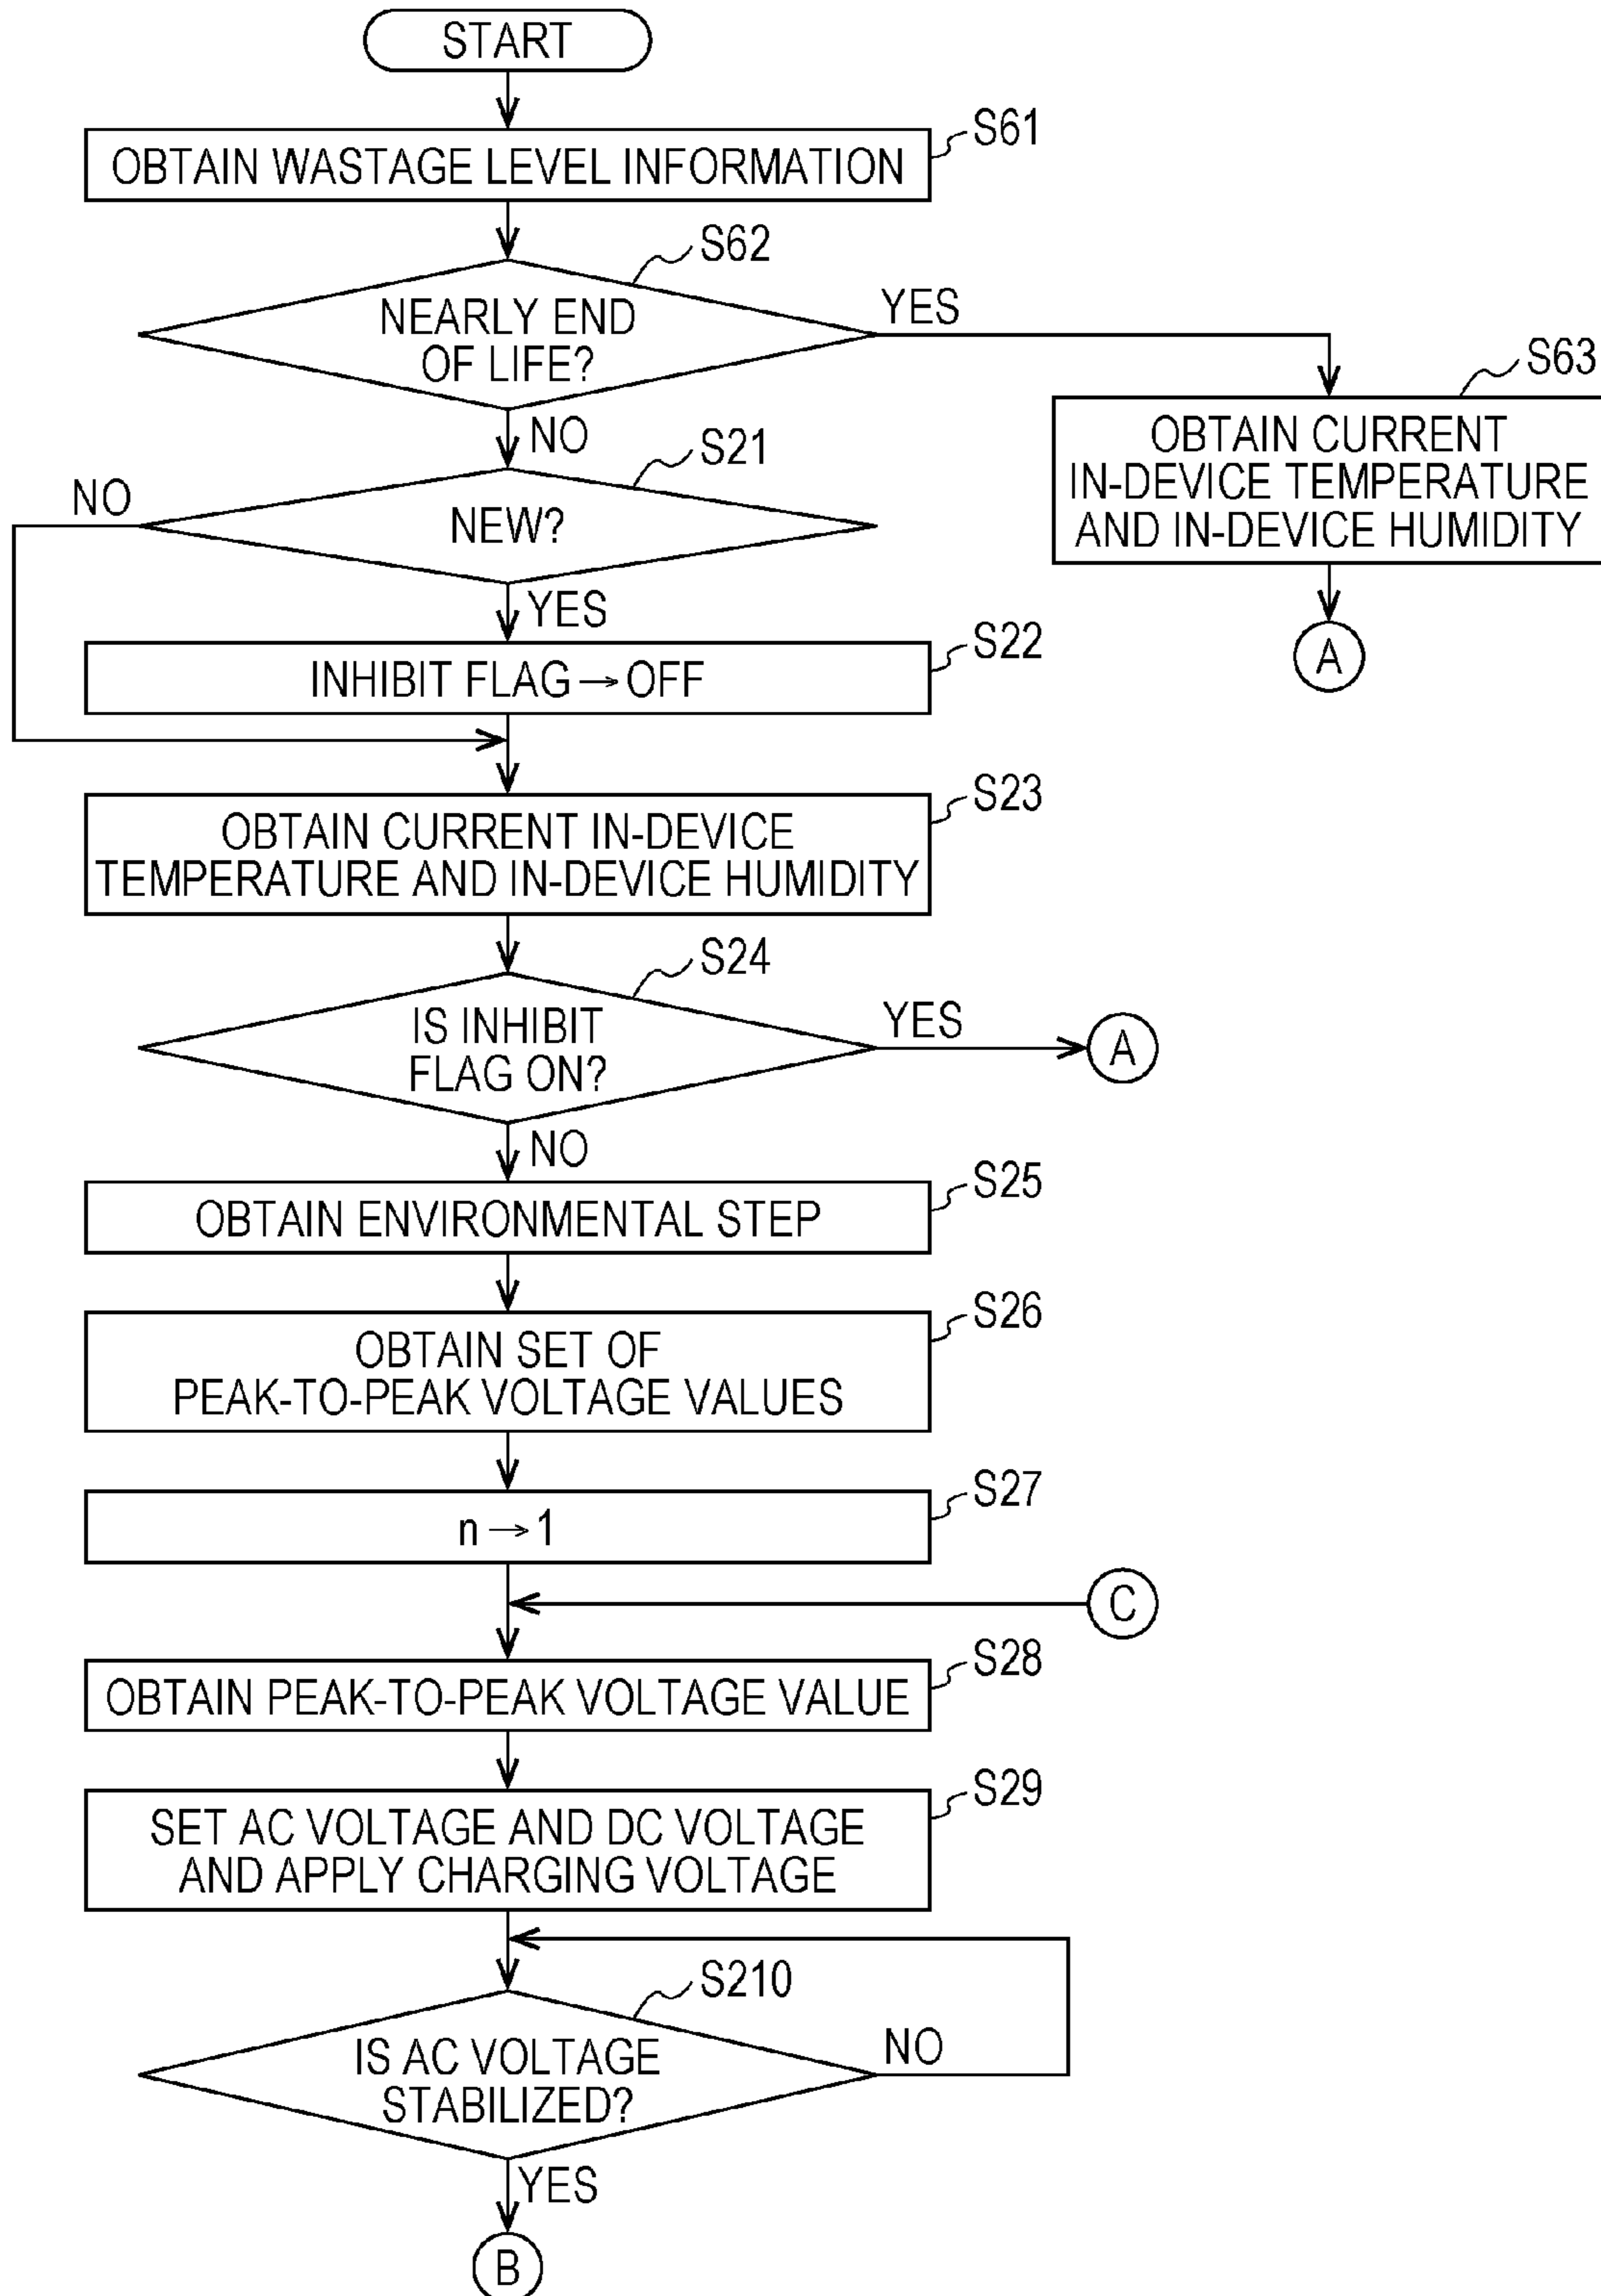 START
OBTAIN WASTAGE LEVEL INFORMATION
S61
NEARLY END
OF LIFE?
S62
YES
NO
OBTAIN CURRENT
IN-DEVICE TEMPERATURE
AND IN-DEVICE HUMIDITY
S63
A
NEW?
S21
NO
YES
INHIBIT FLAG → OFF
S22
OBTAIN CURRENT IN-DEVICE
TEMPERATURE AND IN-DEVICE HUMIDITY
S23
IS INHIBIT
FLAG ON?
S24
YES
A
NO
OBTAIN ENVIRONMENTAL STEP
S25
OBTAIN SET OF
PEAK-TO-PEAK VOLTAGE VALUES
S26
n → 1
S27
C
OBTAIN PEAK-TO-PEAK VOLTAGE VALUE
S28
SET AC VOLTAGE AND DC VOLTAGE
AND APPLY CHARGING VOLTAGE
S29
IS AC VOLTAGE
STABILIZED?
S210
NO
YES
B